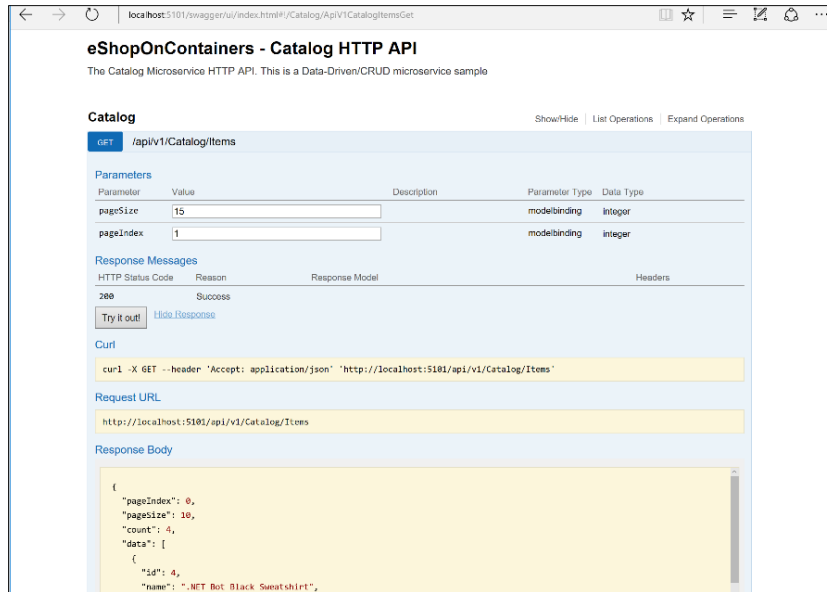 localhost:5101/swagger/ui/index.html#!/Catalog/ApiV1CatalogItemsGet
eShopOnContainers - Catalog HTTP API
The Catalog Microservice HTTP API. This is a Data-Driven/CRUD microservice sample
Catalog Show/Hide List Operations Expand Operations
GET /api/v1/Catalog/Items
Parameters
Parameter Value Description Parameter Type Data Type
pageSize 15 modelbinding integer
pageIndex 1 modelbinding integer
Response Messages
HTTP Status Code Reason Response Model Headers
200 Success
Try it out! Hide Response
Curl
curl -X GET --header 'Accept: application/json' 'http://localhost:5101/api/v1/Catalog/Items'
Request URL
http://localhost:5101/api/v1/Catalog/Items
Response Body
{
"pageIndex": 0,
"pageSize": 10,
"count": 4,
"data": [
{
"id": 4,
"name": ".NET Bot Black Sweatshirt",